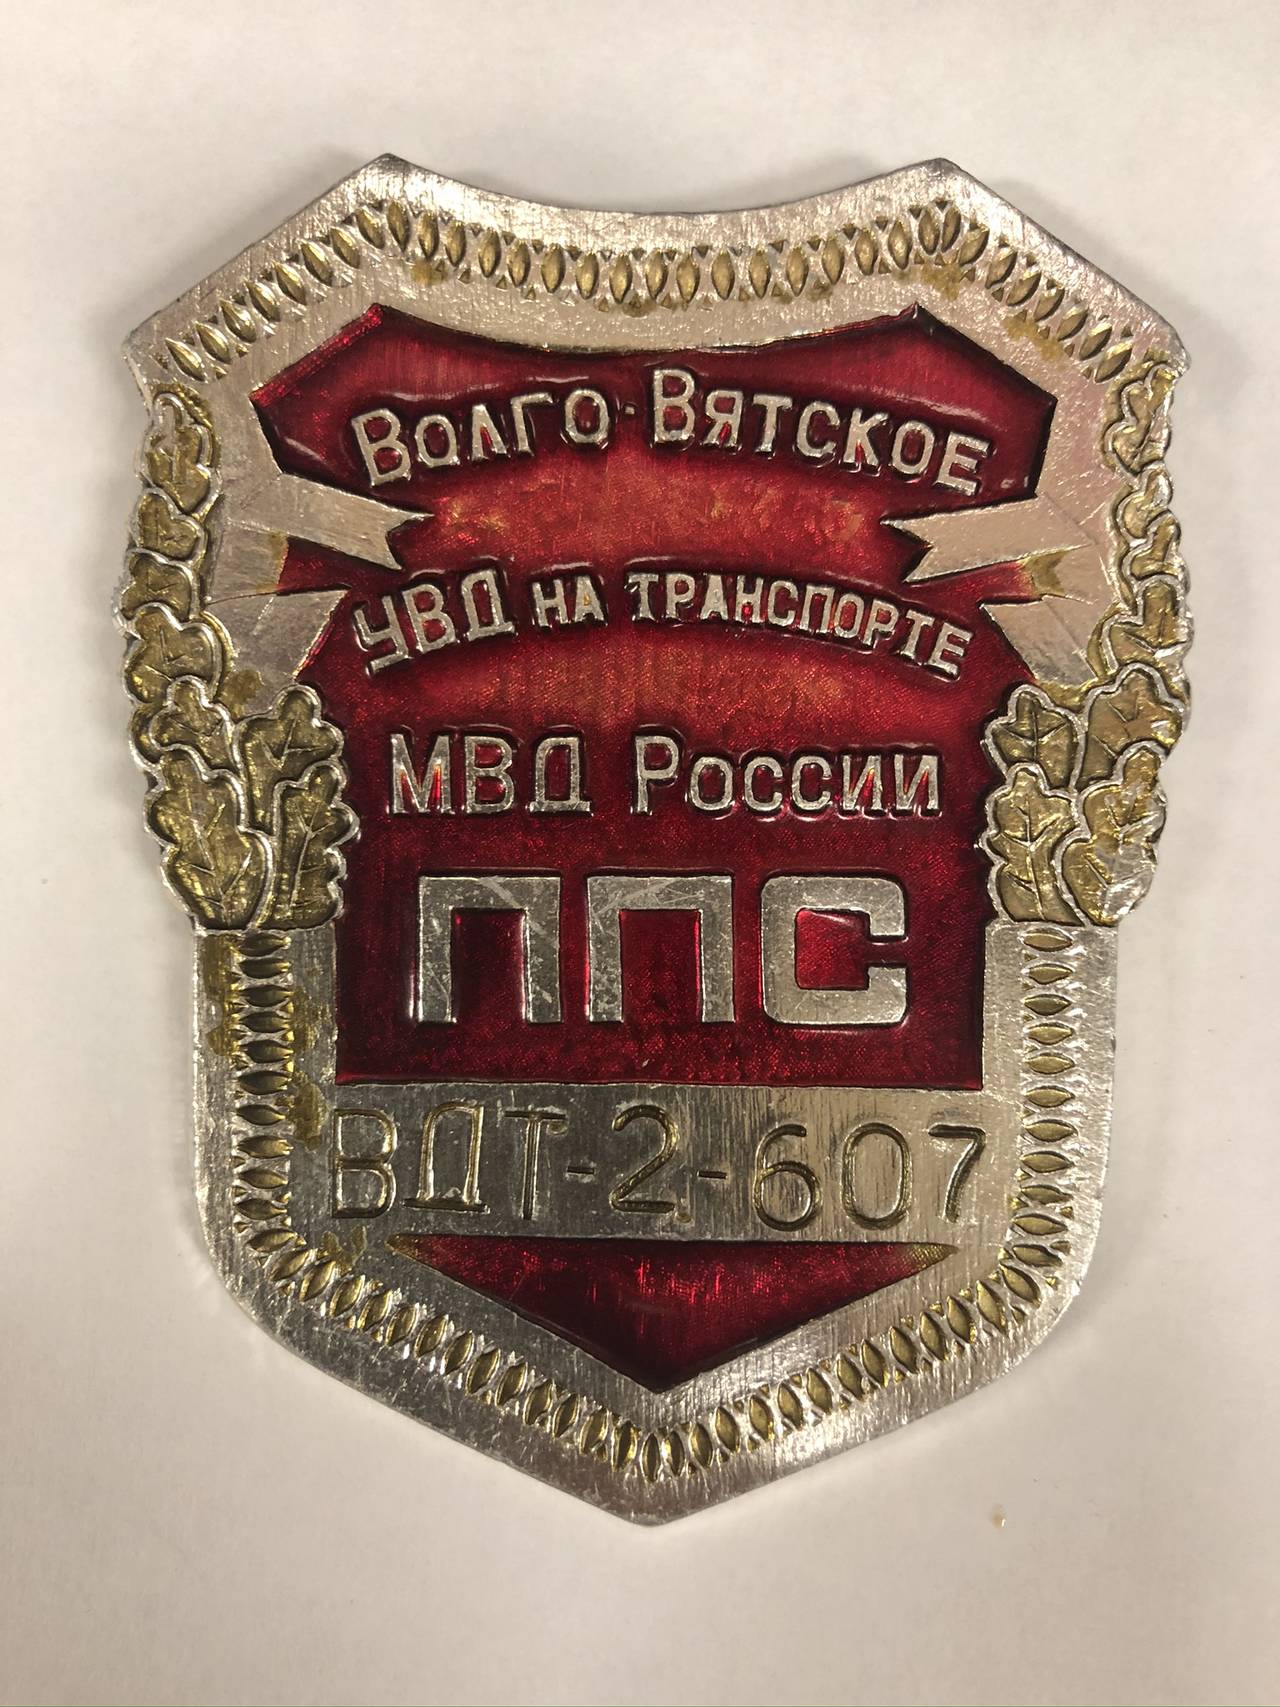 Волго-Вятское
УВД на транспорте
МВД России
ППС
ВДТ-2-607